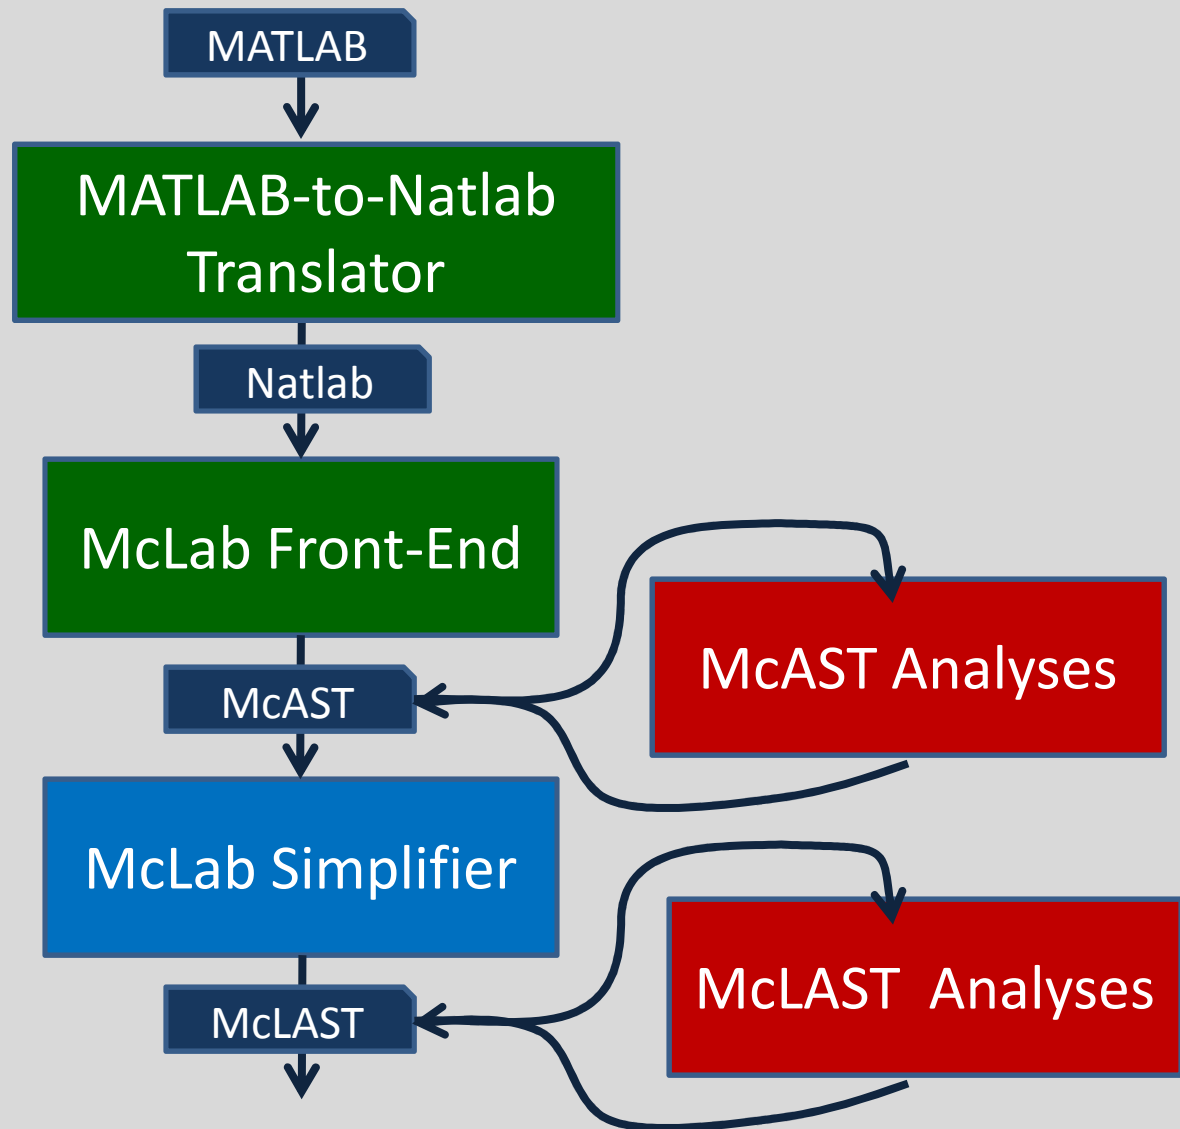 MATLAB
MATLAB-to-Natlab
Translator
Natlab
McLab Front-End
McAST Analyses
McAST
McLab Simplifier
McLAST Analyses
McLAST